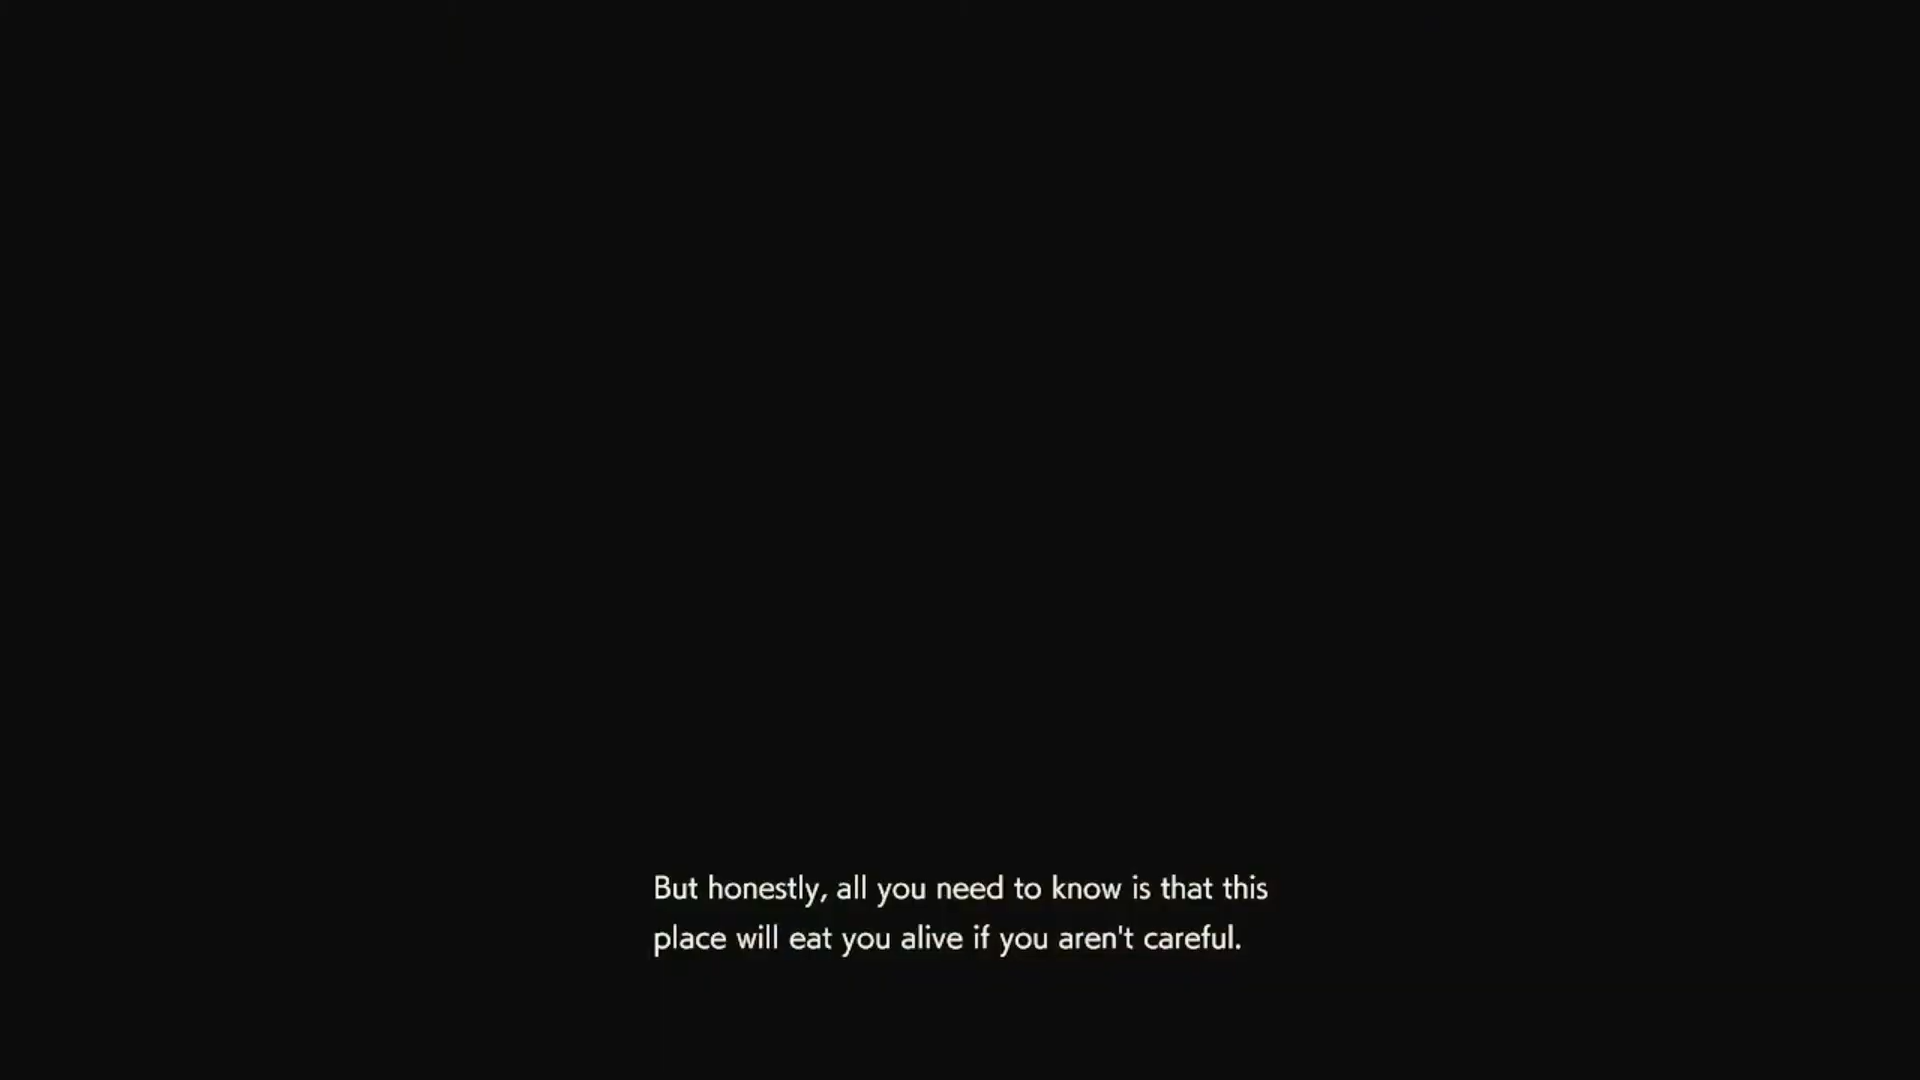 But honestly, all you need to know is that this
place will eat you alive if you aren't careful.